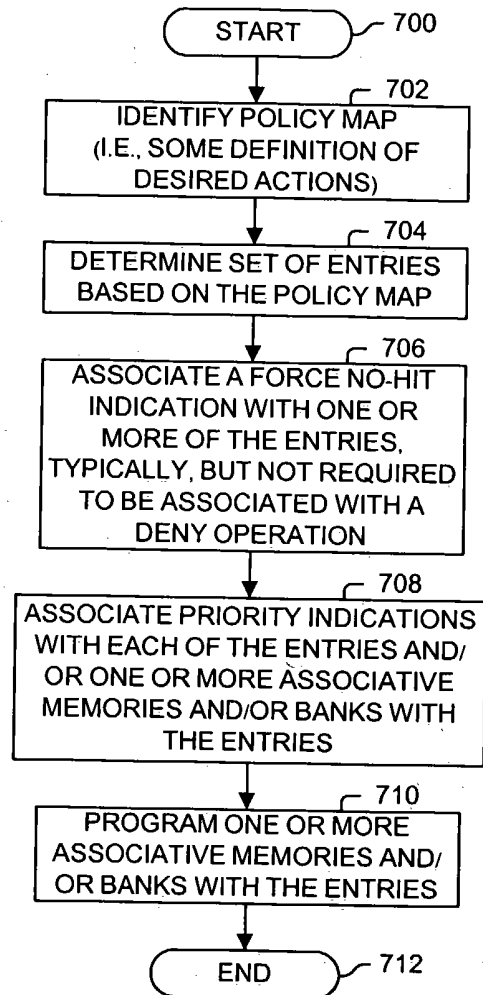 START
700
702
IDENTIFY POLICY MAP
(I.E., SOME DEFINITION OF
DESIRED ACTIONS)
704
DETERMINE SET OF ENTRIES
BASED ON THE POLICY MAP
706
ASSOCIATE A FORCE NO-HIT
INDICATION WITH ONE OR
MORE OF THE ENTRIES,
TYPICALLY, BUT NOT REQUIRED
TO BE ASSOCIATED WITH A
DENY OPERATION
708
ASSOCIATE PRIORITY INDICATIONS
WITH EACH OF THE ENTRIES AND/
OR ONE OR MORE ASSOCIATIVE
MEMORIES AND/OR BANKS WITH
THE ENTRIES
710
PROGRAM ONE OR MORE
ASSOCIATIVE MEMORIES AND/
OR BANKS WITH THE ENTRIES
END
712